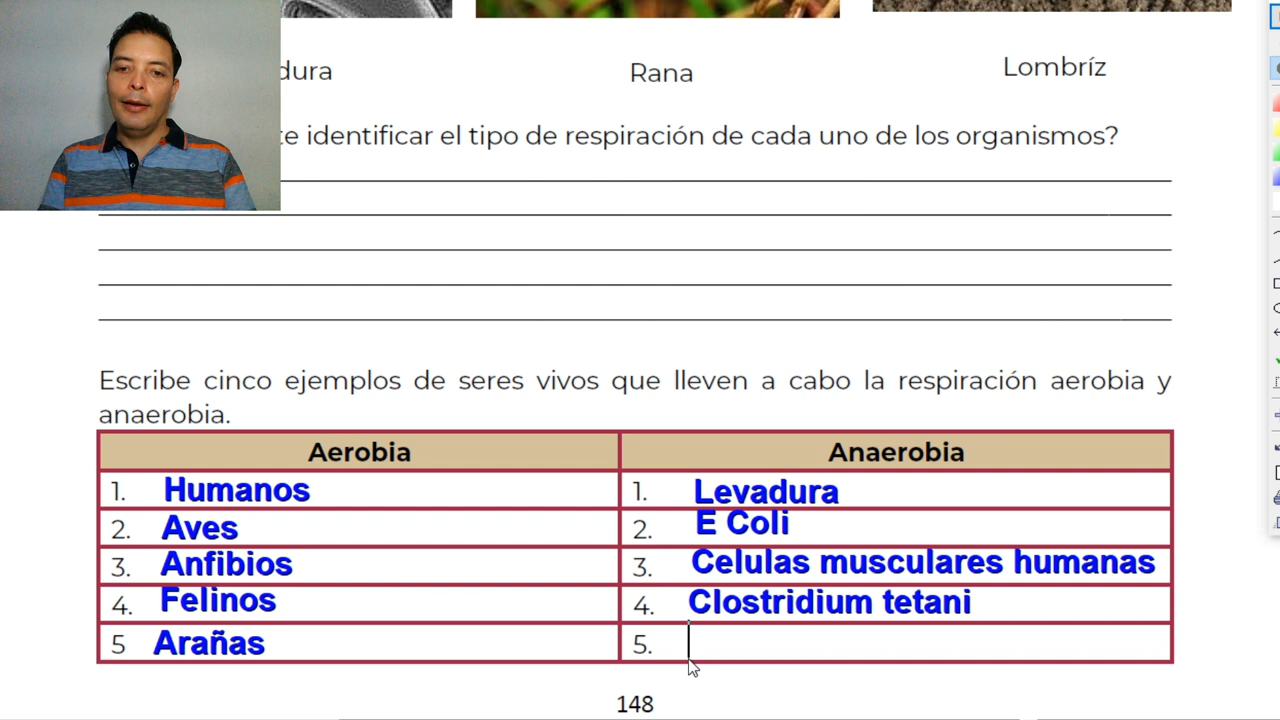 dura
Rana
Lombríz
te identificar el tipo de respiración de cada uno de los organismos?
Escribe cinco ejemplos de seres vivos que lleven a cabo la respiración aerobia y
anaerobia.
Aerobia
Anaerobia
1. Humanos
1. Levadura
2. Aves
2. E Coli
3. Anfibios
3. Celulas musculares humanas
4. Felinos
4. Clostridium tetani
5 Arañas
5.
148